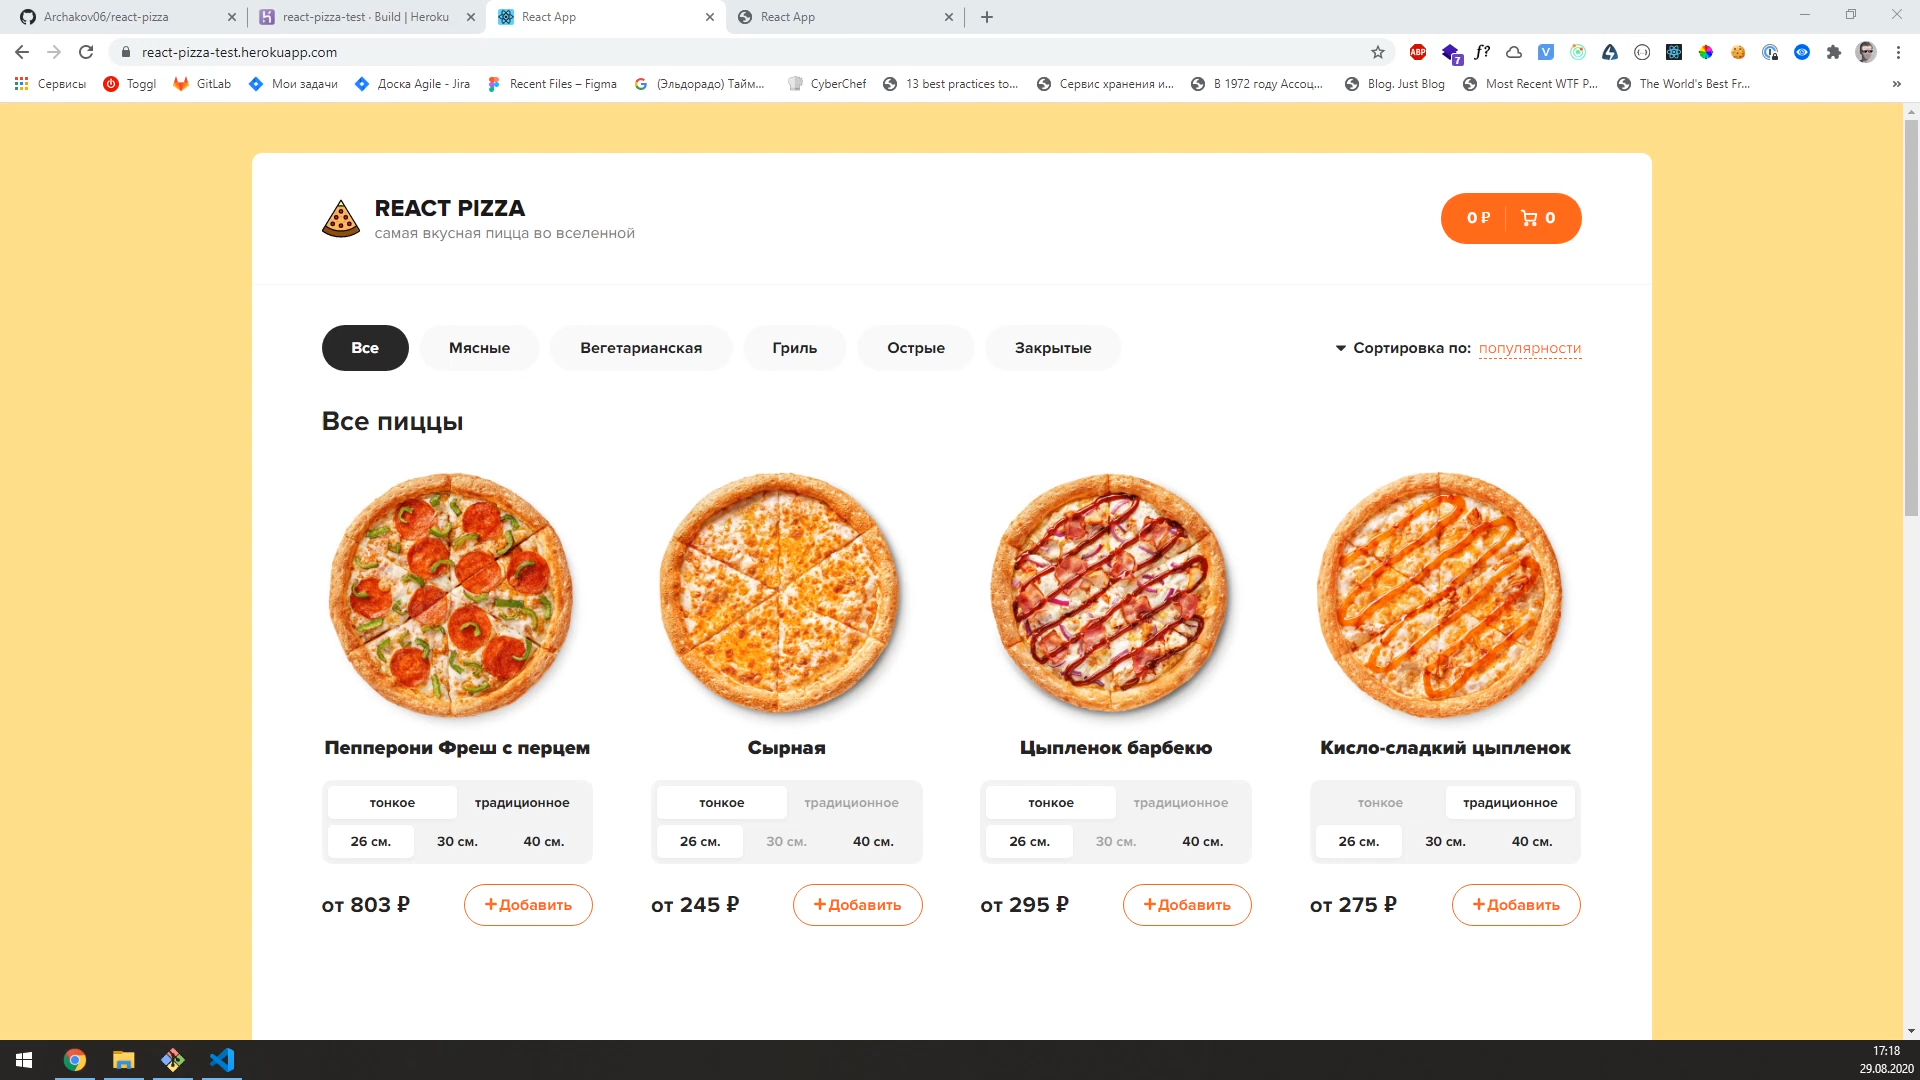 Archakov06/react-pizza
react-pizza-test · Build | Heroku
React App
React App
react-pizza-test.herokuapp.com
ABP
7
f?
V
Сервисы
Toggl
GitLab
Мои задачи
Доска Agile - Jira
Recent Files – Figma
(Эльдорадо) Тайм...
CyberChef
13 best practices to...
Сервис хранения и...
В 1972 году Ассоц...
Blog. Just Blog
Most Recent WTF P...
The World's Best Fr...
»
REACT PIZZA
самая вкусная пицца во вселенной
0 ₽
0
Все
Мясные
Вегетарианская
Гриль
Острые
Закрытые
Сортировка по: популярности
Все пиццы
Пепперони Фреш с перцем
тонкое традиционное
26 см. 30 см. 40 см.
от 803 ₽
+ Добавить
Сырная
тонкое традиционное
26 см. 30 см. 40 см.
от 245 ₽
+ Добавить
Цыпленок барбекю
тонкое традиционное
26 см. 30 см. 40 см.
от 295 ₽
+ Добавить
Кисло-сладкий цыпленок
тонкое традиционное
26 см. 30 см. 40 см.
от 275 ₽
+ Добавить
17:18
29.08.2020